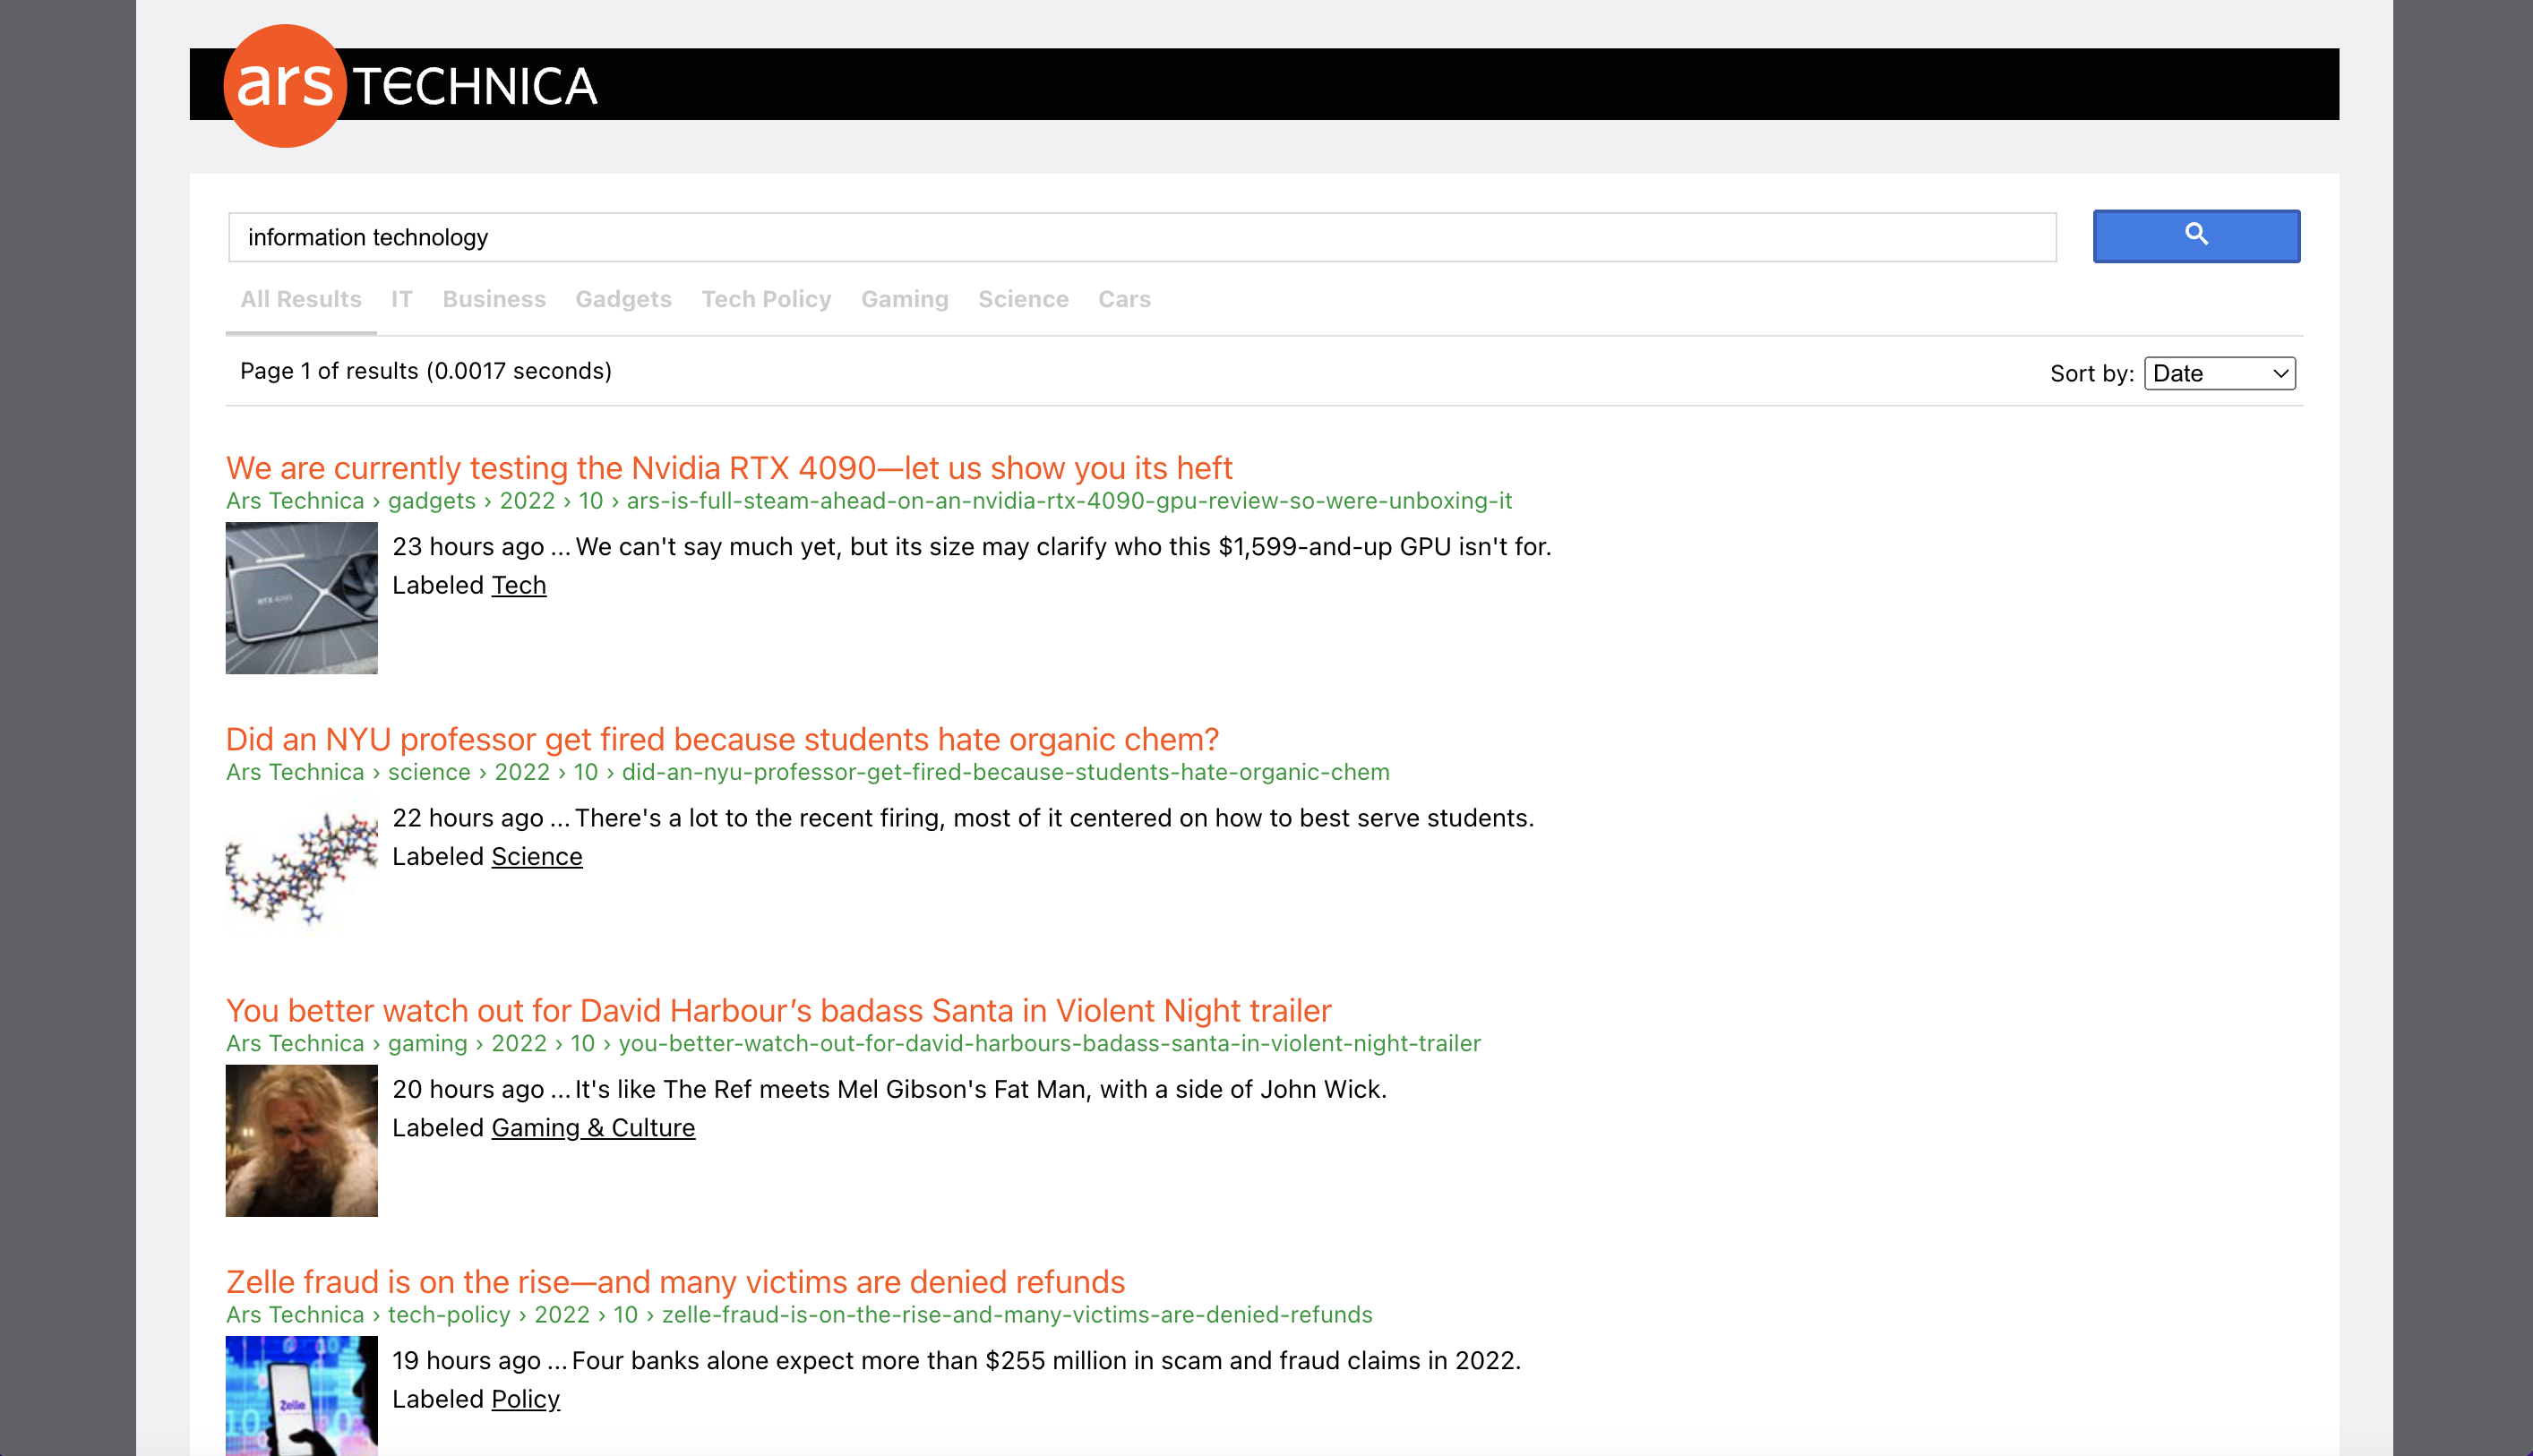 ars TECHNICA
information technology
All Results IT Business Gadgets Tech Policy Gaming Science Cars
Page 1 of results (0.0017 seconds)
Sort by: Date
We are currently testing the Nvidia RTX 4090—let us show you its heft
Ars Technica › gadgets › 2022 › 10 › ars-is-full-steam-ahead-on-an-nvidia-rtx-4090-gpu-review-so-were-unboxing-it
23 hours ago ... We can't say much yet, but its size may clarify who this $1,599-and-up GPU isn't for.
Labeled Tech
RTX 4090
Did an NYU professor get fired because students hate organic chem?
Ars Technica › science › 2022 › 10 › did-an-nyu-professor-get-fired-because-students-hate-organic-chem
22 hours ago ... There's a lot to the recent firing, most of it centered on how to best serve students.
Labeled Science
You better watch out for David Harbour’s badass Santa in Violent Night trailer
Ars Technica › gaming › 2022 › 10 › you-better-watch-out-for-david-harbours-badass-santa-in-violent-night-trailer
20 hours ago ... It's like The Ref meets Mel Gibson's Fat Man, with a side of John Wick.
Labeled Gaming & Culture
Zelle fraud is on the rise—and many victims are denied refunds
Ars Technica › tech-policy › 2022 › 10 › zelle-fraud-is-on-the-rise-and-many-victims-are-denied-refunds
19 hours ago ... Four banks alone expect more than $255 million in scam and fraud claims in 2022.
Labeled Policy
Zelle